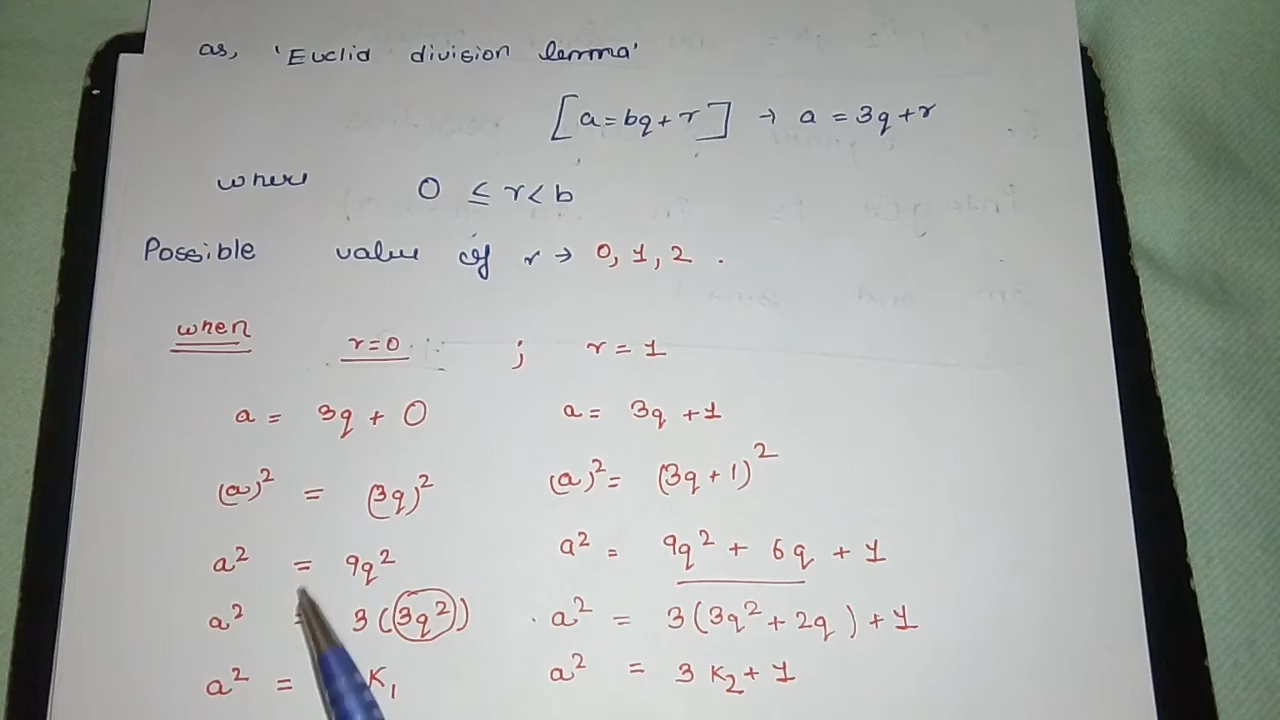 as, 'Euclid division lemma'
[a=bq+r] → a = 3q+r
where 0 ≤ r < b
Possible value of r → 0, 1, 2 .
when r=0 ; r = 1
a = 3q + 0 a = 3q +1
(a)² = (3q)² (a)² = (3q+1)²
a² = 9q² a² = 9q² + 6q + 1
a² = 3(3q²) a² = 3(3q²+2q) +1
a² = K₁ a² = 3 K₂ + 1